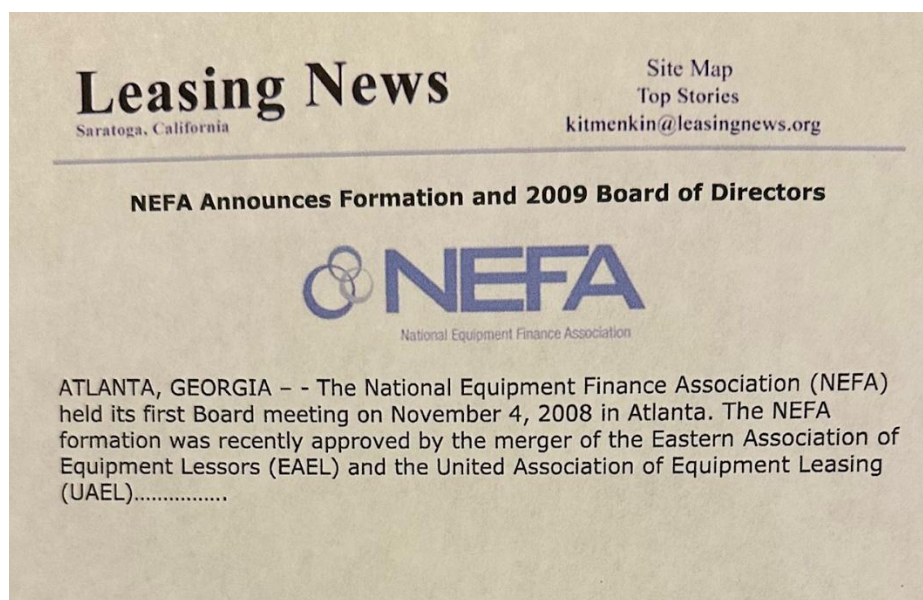 Leasing News
Saratoga, California
Site Map
Top Stories
kitmenkin@leasingnews.org
NEFA Announces Formation and 2009 Board of Directors
NEFA
National Equipment Finance Association
ATLANTA, GEORGIA – - The National Equipment Finance Association (NEFA)
held its first Board meeting on November 4, 2008 in Atlanta. The NEFA
formation was recently approved by the merger of the Eastern Association of
Equipment Lessors (EAEL) and the United Association of Equipment Leasing
(UAEL)................